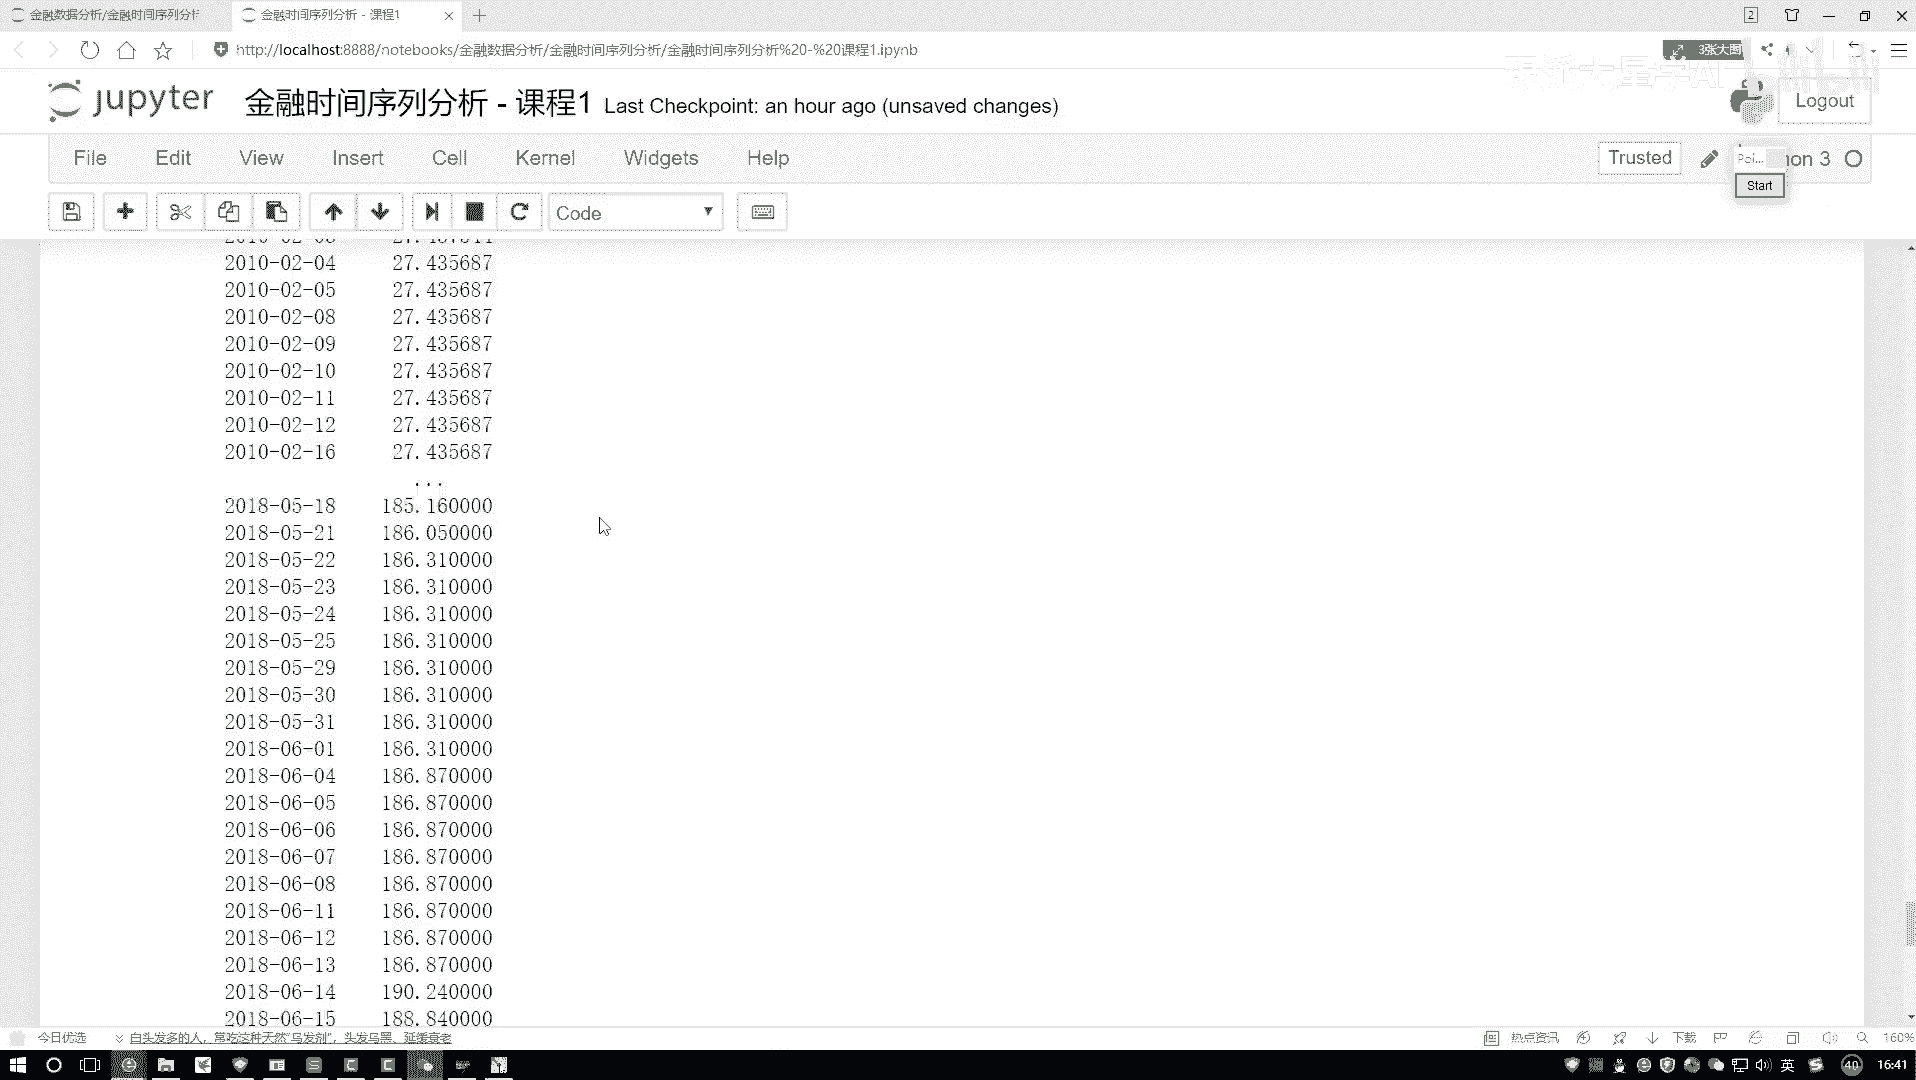 金融数据分析/金融时间序列分析
金融时间序列分析 - 课程1
2
http://localhost:8888/notebooks/金融数据分析/金融时间序列分析/金融时间序列分析%20-%20课程1.ipynb
3张大图
jupyter 金融时间序列分析 - 课程1 Last Checkpoint: an hour ago (unsaved changes)
Logout
File Edit View Insert Cell Kernel Widgets Help
Trusted
Poi... hon 3
Start
Code
2010-02-04 27.435687
2010-02-05 27.435687
2010-02-08 27.435687
2010-02-09 27.435687
2010-02-10 27.435687
2010-02-11 27.435687
2010-02-12 27.435687
2010-02-16 27.435687
...
2018-05-18 185.160000
2018-05-21 186.050000
2018-05-22 186.310000
2018-05-23 186.310000
2018-05-24 186.310000
2018-05-25 186.310000
2018-05-29 186.310000
2018-05-30 186.310000
2018-05-31 186.310000
2018-06-01 186.310000
2018-06-04 186.870000
2018-06-05 186.870000
2018-06-06 186.870000
2018-06-07 186.870000
2018-06-08 186.870000
2018-06-11 186.870000
2018-06-12 186.870000
2018-06-13 186.870000
2018-06-14 190.240000
2018-06-15 188.840000
今日优选 白头发多的人，常吃这种天然“乌发剂”，头发乌黑、延缓衰老
热点资讯 下载 160%
英 40 16:41